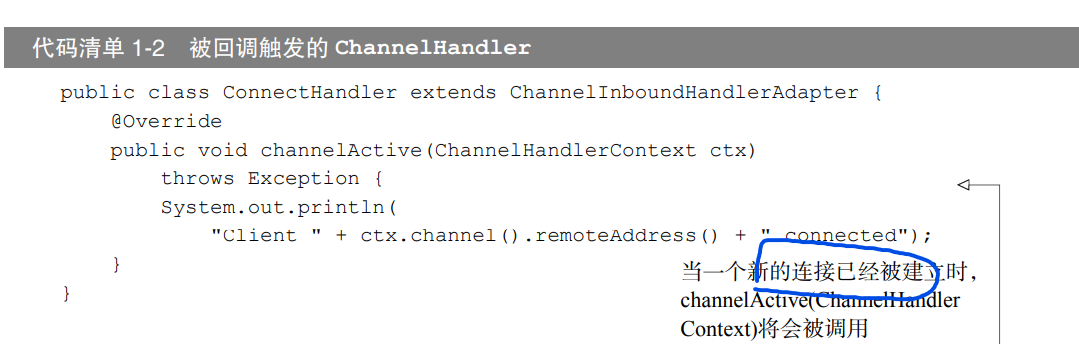 代码清单 1-2 被回调触发的 ChannelHandler
public class ConnectHandler extends ChannelInboundHandlerAdapter {
@Override
public void channelActive(ChannelHandlerContext ctx)
throws Exception {
System.out.println(
"Client " + ctx.channel().remoteAddress() + " connected");
}
}
当一个新的连接已经被建立时，
channelActive(ChannelHandler
Context)将会被调用